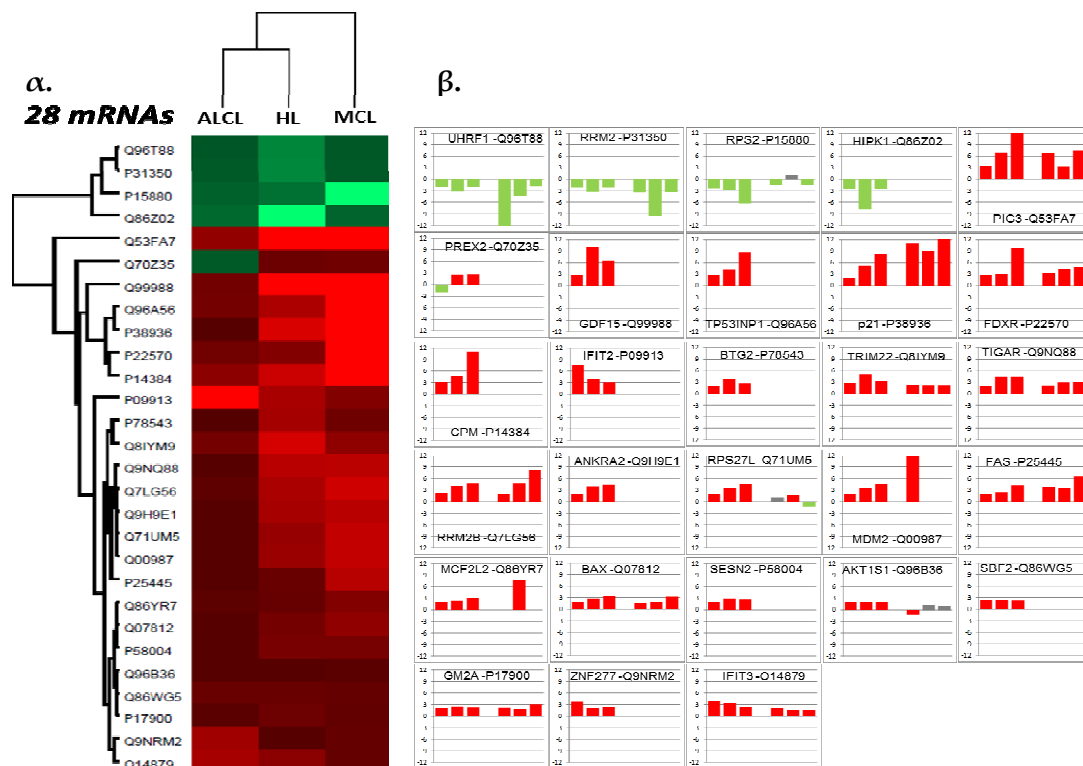 α.
28 mRNAs
ALCL HL MCL
Q96T88
P31350
P15880
Q86Z02
Q53FA7
Q70Z35
Q99988
Q96A56
P38936
P22570
P14384
P09913
P78543
Q8IYM9
Q9NQ88
Q7LG56
Q9H9E1
Q71UM5
Q00987
P25445
Q86YR7
Q07812
P58004
Q96B36
Q86WG5
P17900
Q9NRM2
O14879
β.
UHRF1 -Q96T88
RRM2 -P31350
RPS2 -P15880
HIPK1 -Q86Z02
PIG3 -Q53FA7
PREX2 -Q70Z35
GDF15 -Q99988
TP53INP1 -Q96A56
p21 -P38936
FDXR -P22570
CPM -P14384
IFIT2 -P09913
BTG2 -P78543
TRIM22 -Q8IYM9
TIGAR -Q9NQ88
RRM2B -Q7LG56
ANKRA2 -Q9H9E1
RPS27L -Q71UM5
MDM2 -Q00987
FAS -P25445
MCF2L2 -Q86YR7
BAX -Q07812
SESN2 -P58004
AKT1S1 -Q96B36
SBF2 -Q86WG5
GM2A -P17900
ZNF277 -Q9NRM2
IFIT3 -O14879